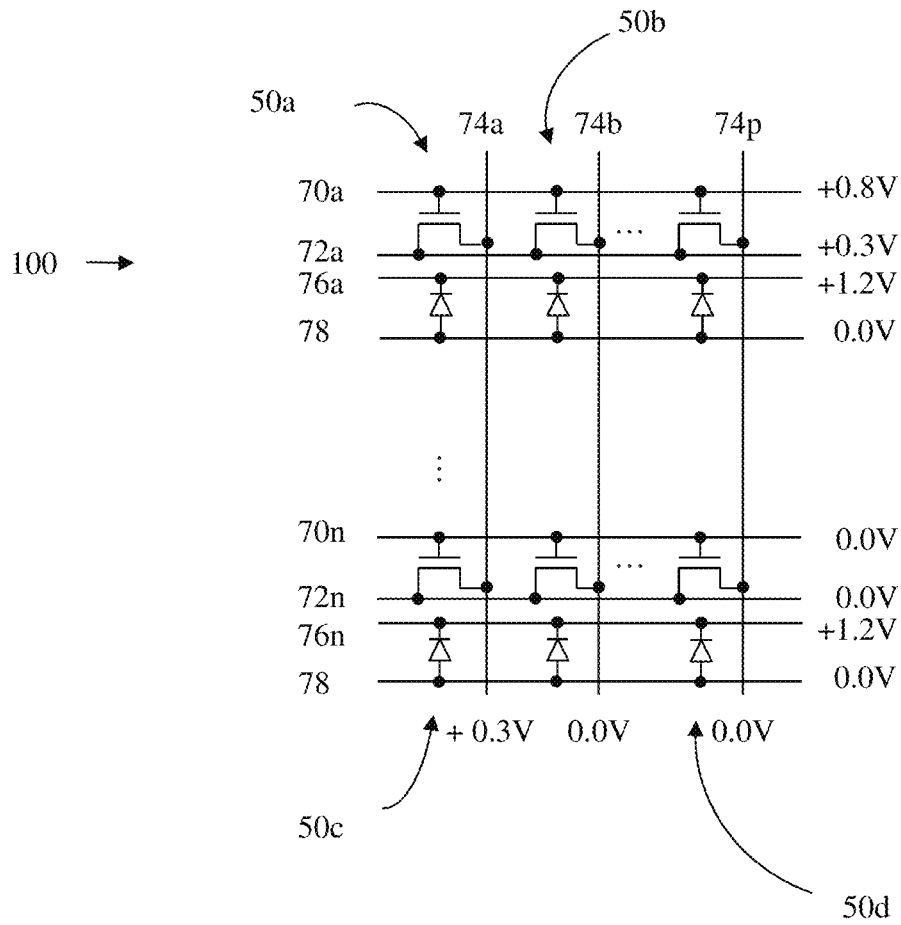 50b
50a
74a 74b 74p
70a +0.8V
...
72a +0.3V
100
76a +1.2V
78 0.0V
70n 0.0V
...
72n 0.0V
76n +1.2V
78 0.0V
+ 0.3V 0.0V 0.0V
50c
50d